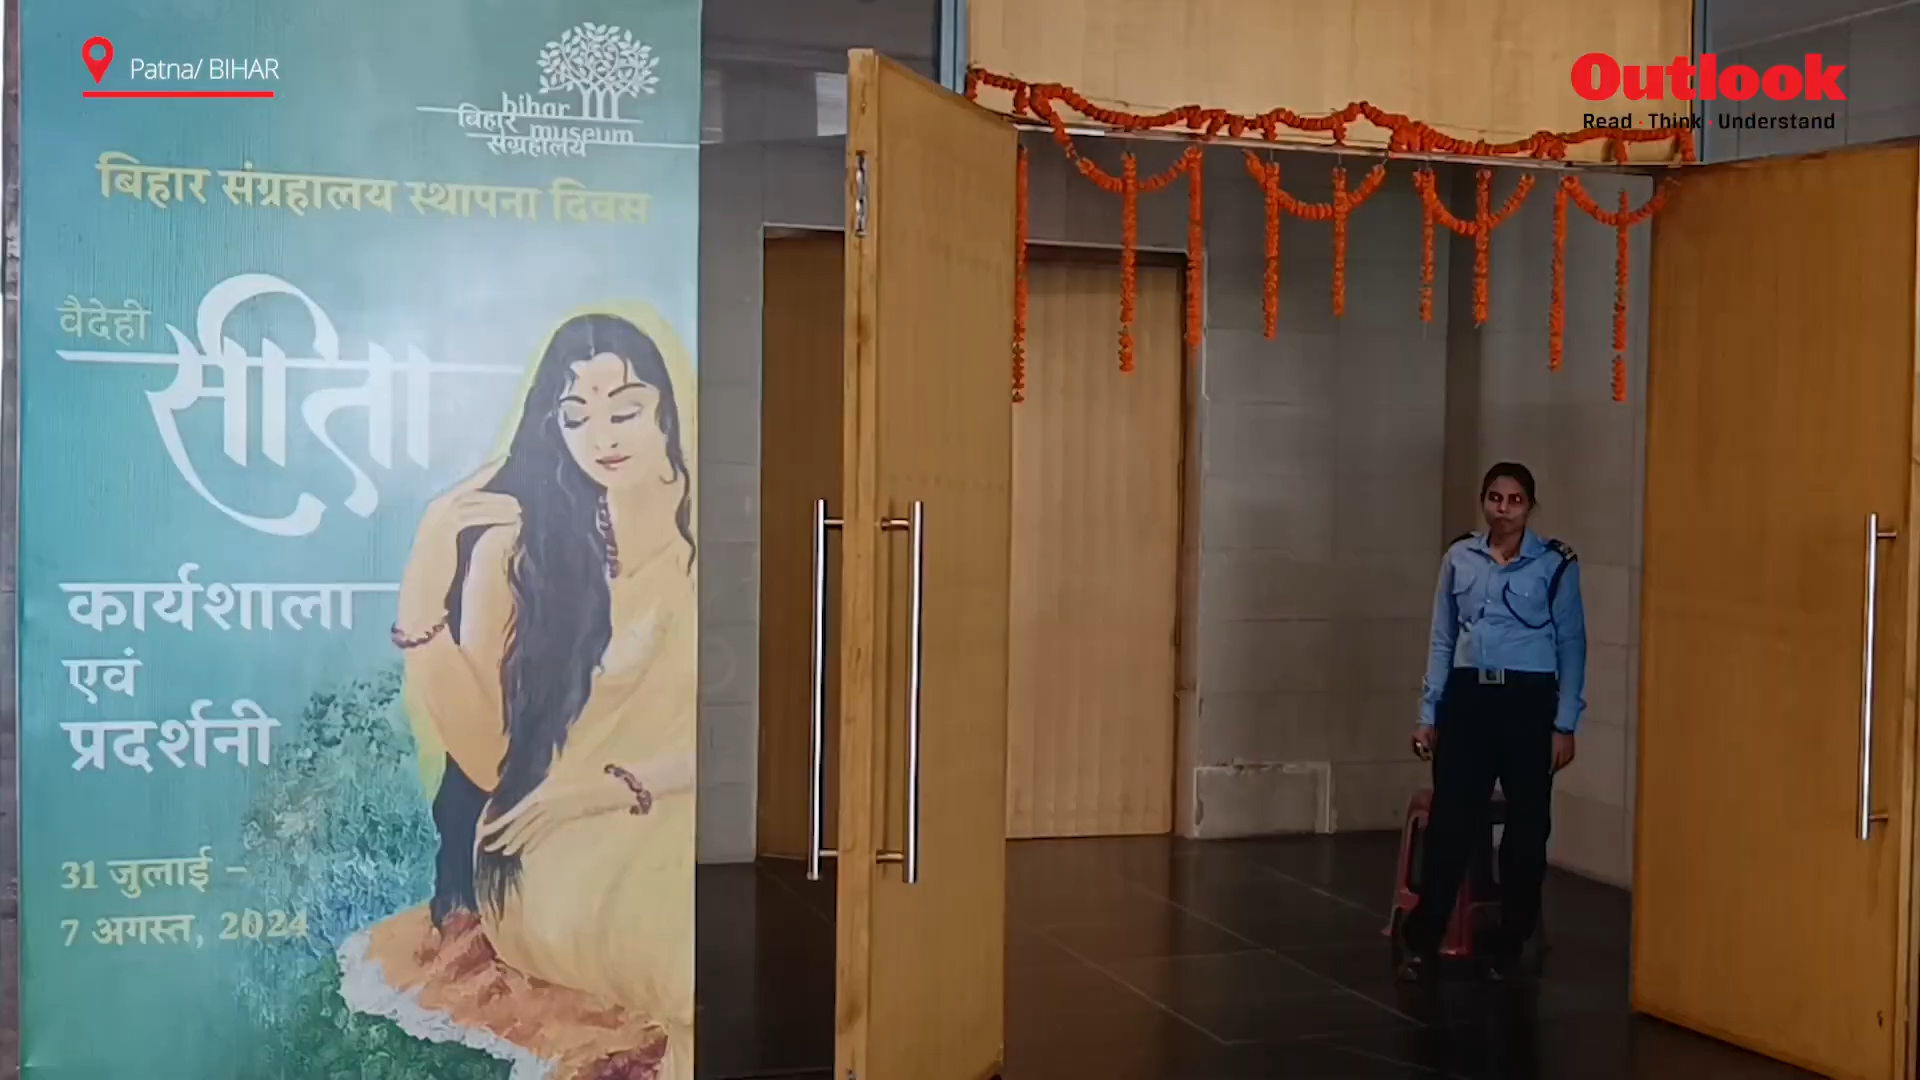 Patna/ BIHAR
bihar
बिहार
museum
संग्रहालय
बिहार संग्रहालय स्थापना दिवस
वैदेही
सीता
कार्यशाला
एवं
प्रदर्शनी
31 जुलाई –
7 अगस्त, 2024
Outlook
Read · Think · Understand